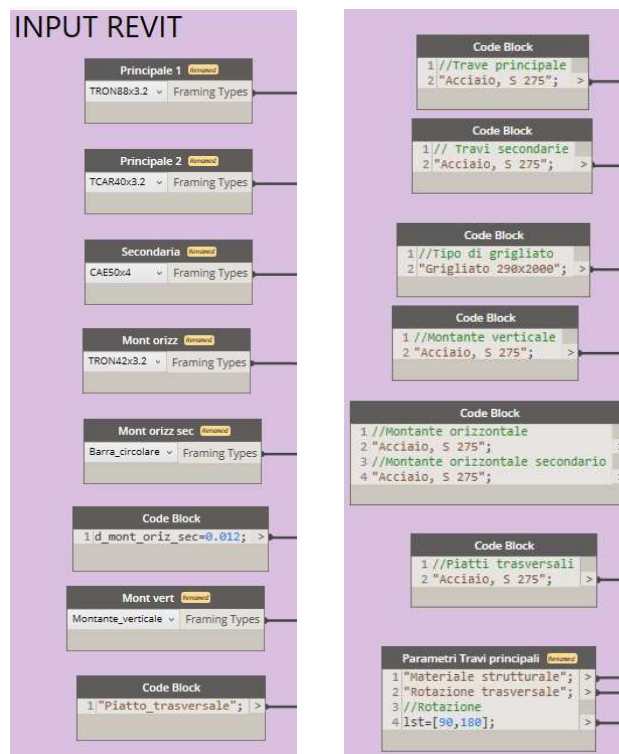 INPUT REVIT
Principale 1 Renamed
TRON88x3.2 Framing Types
Principale 2 Renamed
TCAR40x3.2 Framing Types
Secondaria Renamed
CAE50x4 Framing Types
Mont orizz Renamed
TRON42x3.2 Framing Types
Mont orizz sec Renamed
Barra_circolare Framing Types
Code Block
1 d_mont_oriz_sec=0.012; >
Mont vert Renamed
Montante_verticale Framing Types
Code Block
1 "Piatto_trasversale"; >
Code Block
1 //Trave principale
2 "Acciaio, S 275"; >
Code Block
1 // Travi secondarie
2 "Acciaio, S 275"; >
Code Block
1 //Tipo di grigliato
2 "Grigliato 290x2000"; >
Code Block
1 //Montante verticale
2 "Acciaio, S 275"; >
Code Block
1 //Montante orizzontale
2 "Acciaio, S 275";
3 //Montante orizzontale secondario
4 "Acciaio, S 275";
Code Block
1 //Piatti trasversali
2 "Acciaio, S 275"; >
Parametri Travi principali Renamed
1 "Materiale strutturale"; >
2 "Rotazione trasversale"; >
3 //Rotazione
4 lst=[90,180]; >